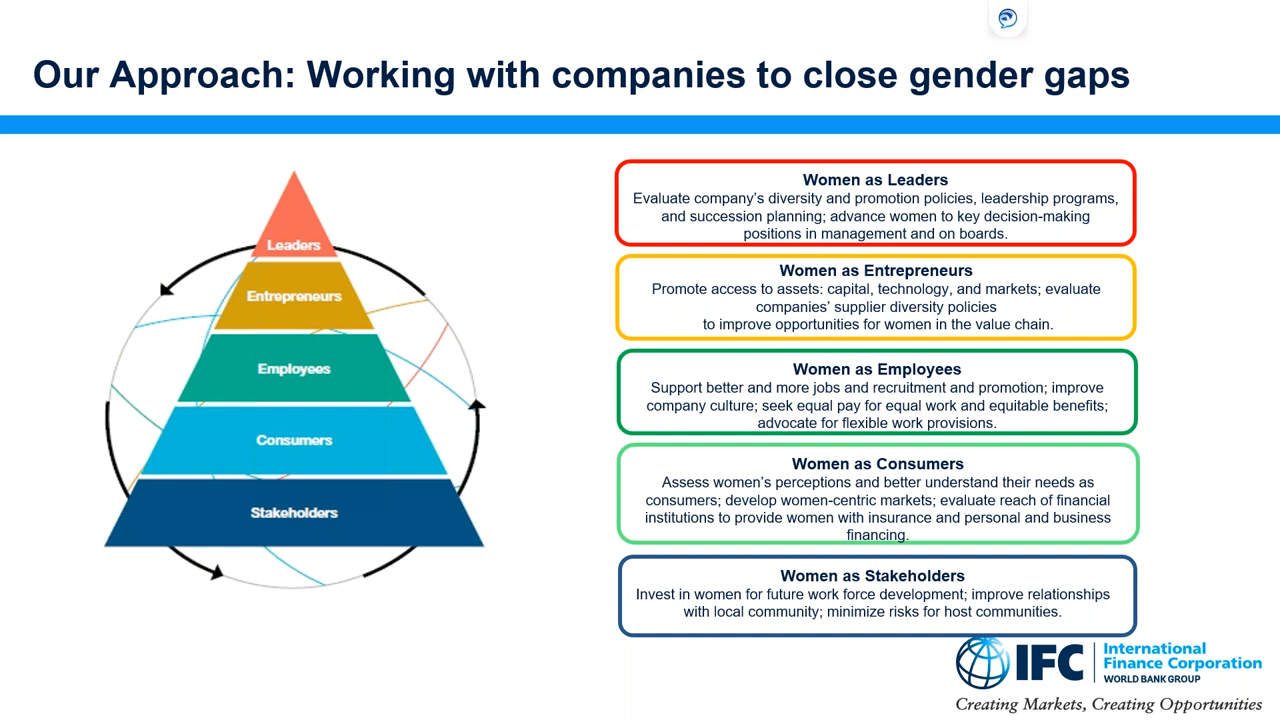 Our Approach: Working with companies to close gender gaps
Leaders
Entrepreneurs
Employees
Consumers
Stakeholders
Women as Leaders
Evaluate company's diversity and promotion policies, leadership programs,
and succession planning; advance women to key decision-making
positions in management and on boards.
Women as Entrepreneurs
Promote access to assets: capital, technology, and markets; evaluate
companies' supplier diversity policies
to improve opportunities for women in the value chain.
Women as Employees
Support better and more jobs and recruitment and promotion; improve
company culture; seek equal pay for equal work and equitable benefits;
advocate for flexible work provisions.
Women as Consumers
Assess women's perceptions and better understand their needs as
consumers; develop women-centric markets; evaluate reach of financial
institutions to provide women with insurance and personal and business
financing.
Women as Stakeholders
Invest in women for future work force development; improve relationships
with local community; minimize risks for host communities.
IFC
International
Finance Corporation
WORLD BANK GROUP
Creating Markets, Creating Opportunities